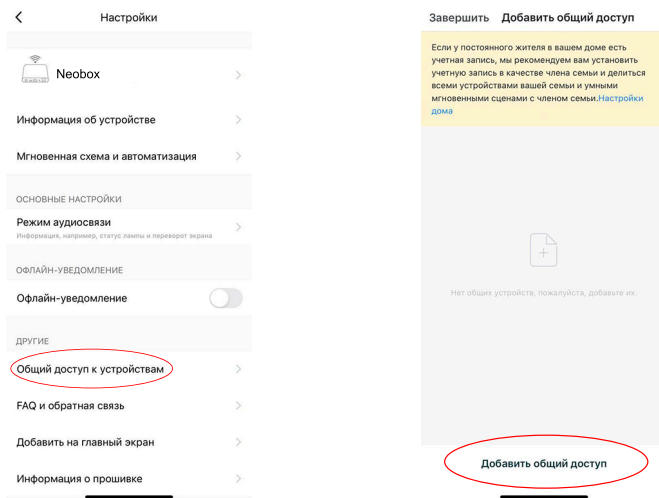 Настройки
Neobox
Информация об устройстве
Мгновенная схема и автоматизация
ОСНОВНЫЕ НАСТРОЙКИ
Режим аудиосвязи
Информация, например, статус лампы и переворот экрана
ОФЛАЙН-УВЕДОМЛЕНИЕ
Офлайн-уведомление
ДРУГИЕ
Общий доступ к устройствам
FAQ и обратная связь
Добавить на главный экран
Информация о прошивке
Завершить Добавить общий доступ
Если у постоянного жителя в вашем доме есть
учетная запись, мы рекомендуем вам установить
учетную запись в качестве члена семьи и делиться
всеми устройствами вашей семьи и умными
мгновенными сценами с членом семьи.Настройки
дома
Нет общих устройств, пожалуйста, добавьте их.
Добавить общий доступ